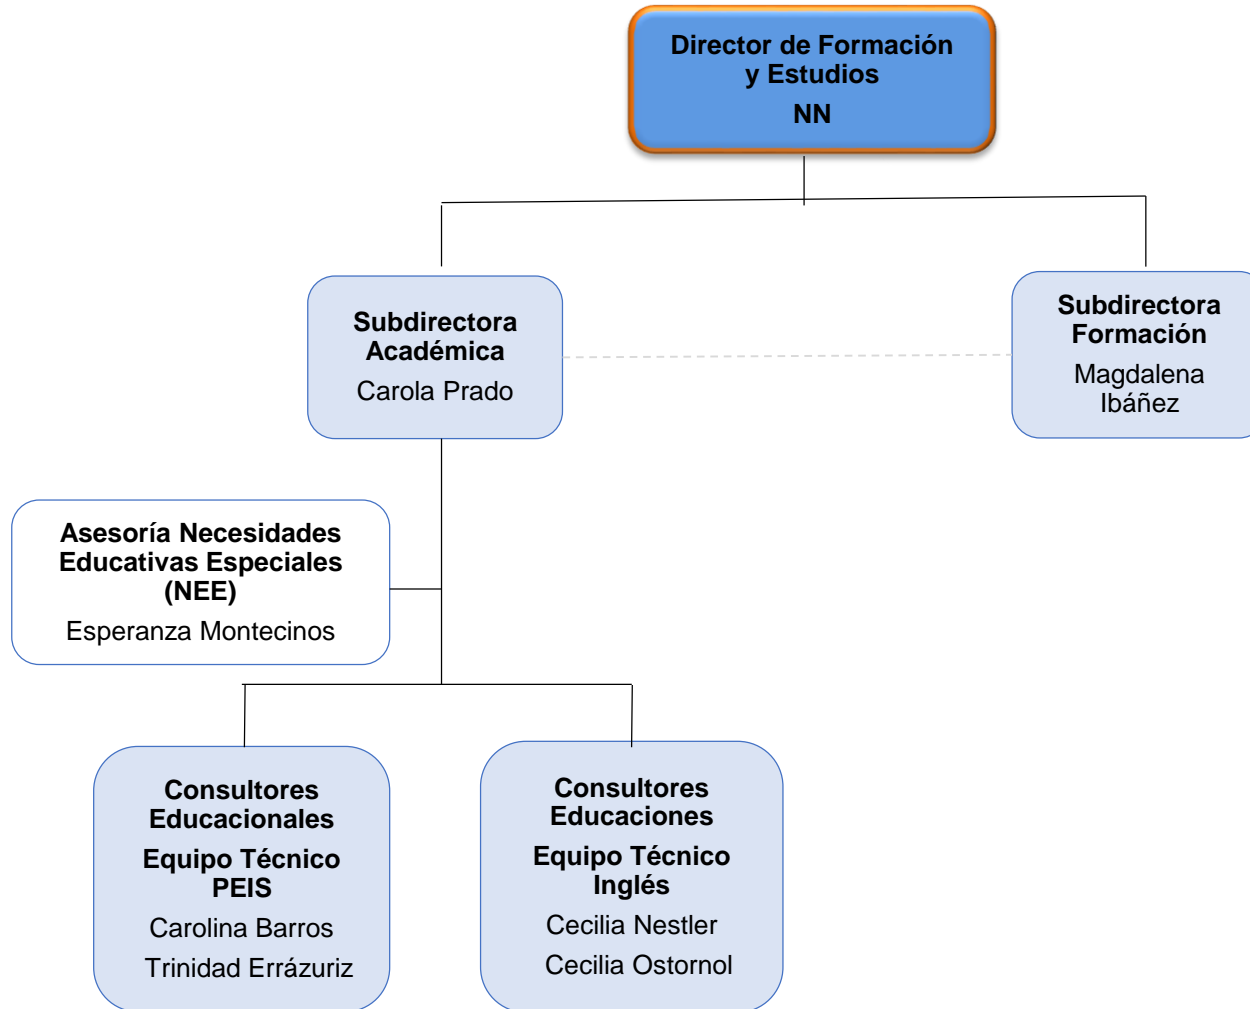 Director de Formación
y Estudios
NN
Subdirectora
Académica
Carola Prado
Subdirectora
Formación
Magdalena
Ibáñez
Asesoría Necesidades
Educativas Especiales
(NEE)
Esperanza Montecinos
Consultores
Educacionales
Equipo Técnico
PEIS
Carolina Barros
Trinidad Errázuriz
Consultores
Educaciones
Equipo Técnico
Inglés
Cecilia Nestler
Cecilia Ostornol